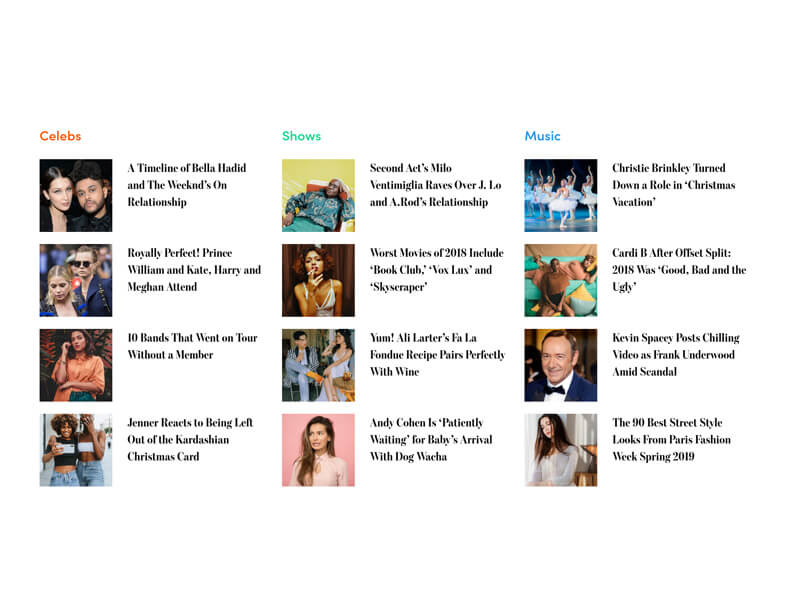 Celebs
A Timeline of Bella Hadid
and The Weeknd's On
Relationship
Royally Perfect! Prince
William and Kate, Harry and
Meghan Attend
10 Bands That Went on Tour
Without a Member
Jenner Reacts to Being Left
Out of the Kardashian
Christmas Card
Shows
Second Act's Milo
Ventimiglia Raves Over J. Lo
and A.Rod's Relationship
Worst Movies of 2018 Include
'Book Club,' 'Vox Lux' and
'Skyscraper'
Yum! Ali Larter's Fa La
Fondue Recipe Pairs Perfectly
With Wine
Andy Cohen Is 'Patiently
Waiting' for Baby's Arrival
With Dog Wacha
Music
Christie Brinkley Turned
Down a Role in 'Christmas
Vacation'
Cardi B After Offset Split:
2018 Was 'Good, Bad and the
Ugly'
Kevin Spacey Posts Chilling
Video as Frank Underwood
Amid Scandal
The 90 Best Street Style
Looks From Paris Fashion
Week Spring 2019